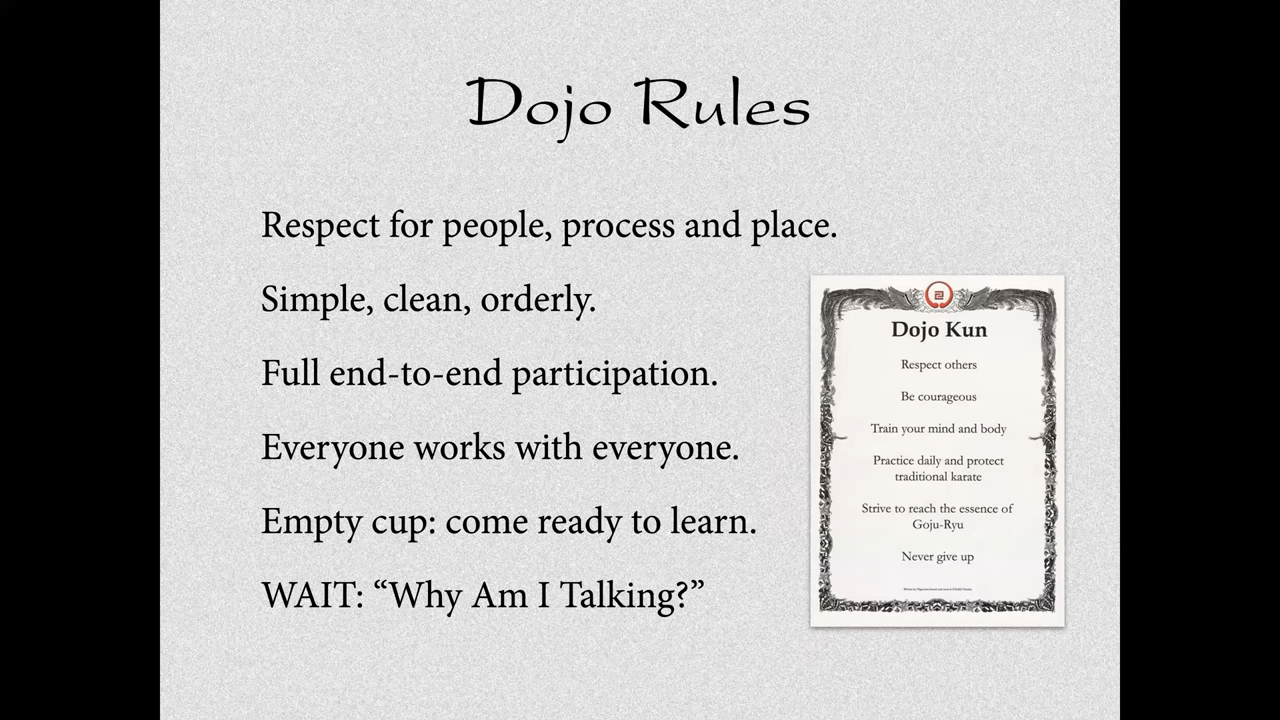 Dojo Rules
Respect for people, process and place.
Simple, clean, orderly.
Full end-to-end participation.
Everyone works with everyone.
Empty cup: come ready to learn.
WAIT: “Why Am I Talking?”
Dojo Kun
Respect others
Be courageous
Train your mind and body
Practice daily and protect
traditional karate
Strive to reach the essence of
Goju-Ryu
Never give up